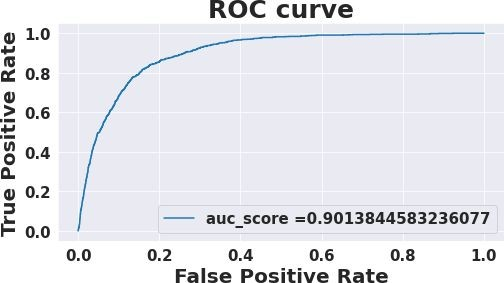 ROC curve
True Positive Rate
1.0
0.8
0.6
0.4
0.2
0.0
auc_score =0.9013844583236077
0.0 0.2 0.4 0.6 0.8 1.0
False Positive Rate